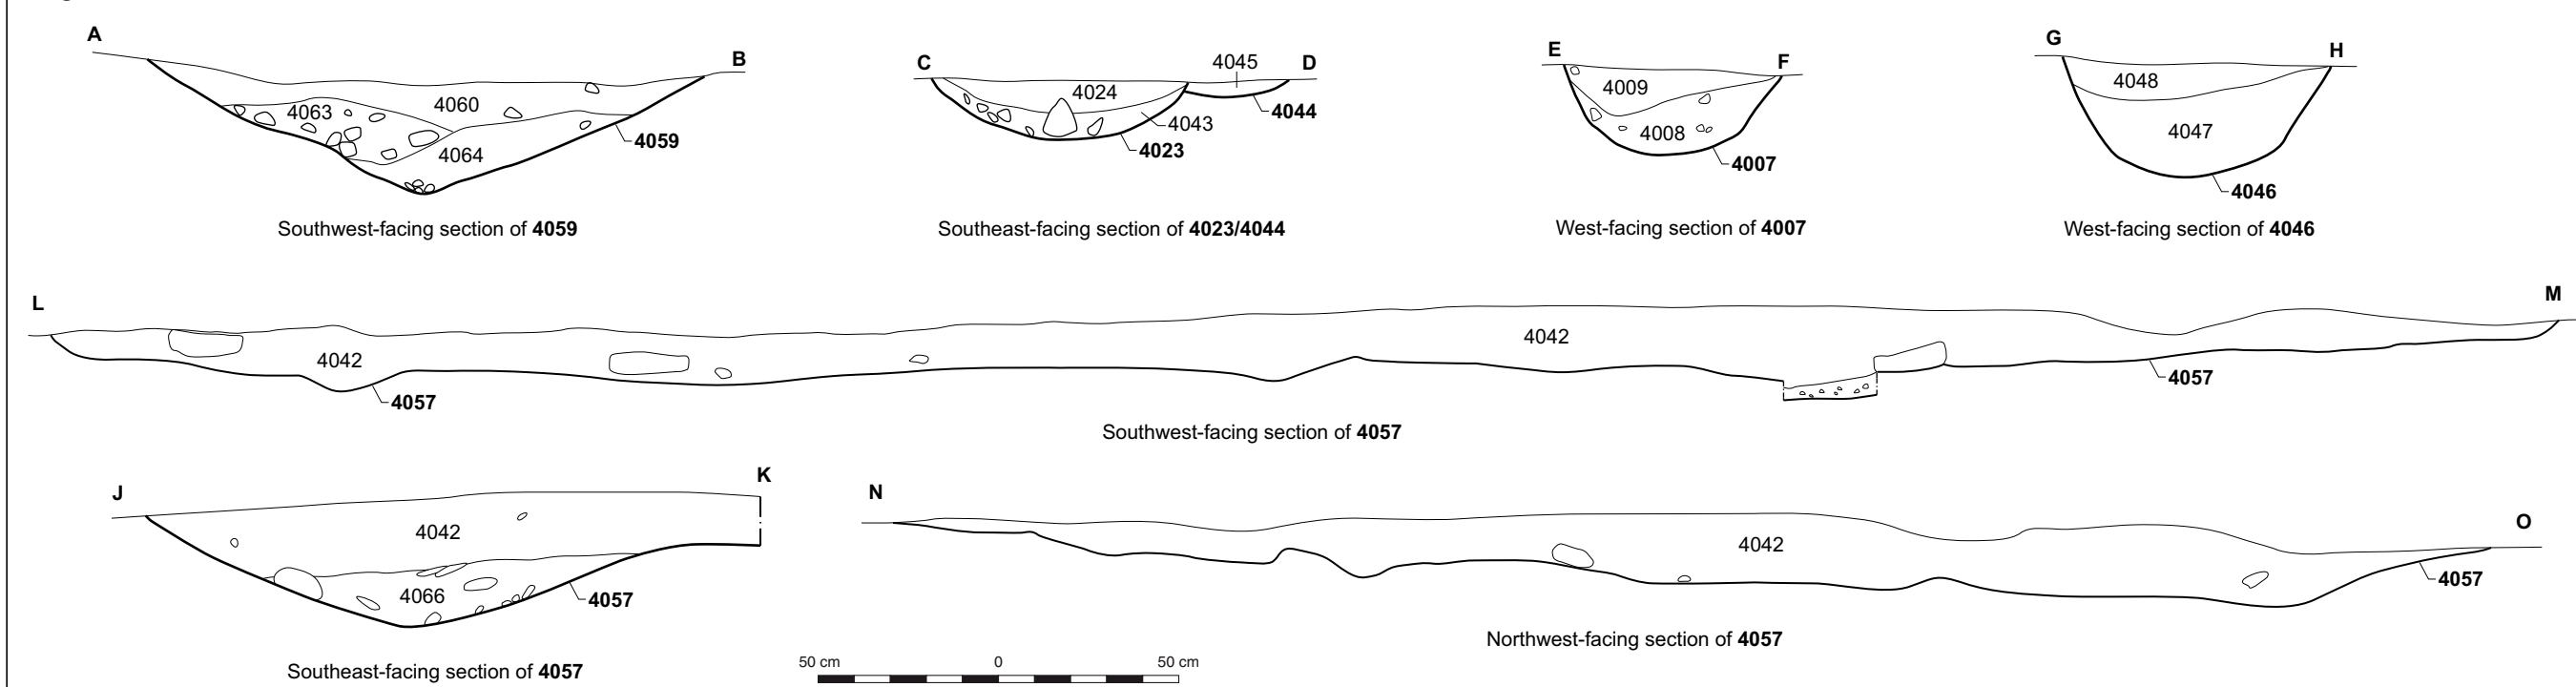 A
B
4063
4060
4064
4059
Southwest-facing section of 4059
C
4045
D
4024
4043
4044
4023
Southeast-facing section of 4023/4044
E
F
4009
4008
4007
West-facing section of 4007
G
H
4048
4047
4046
West-facing section of 4046
L
M
4042
4042
4057
4057
Southwest-facing section of 4057
J
K
4042
4066
4057
Southeast-facing section of 4057
N
O
4042
4057
Northwest-facing section of 4057
50 cm 0 50 cm